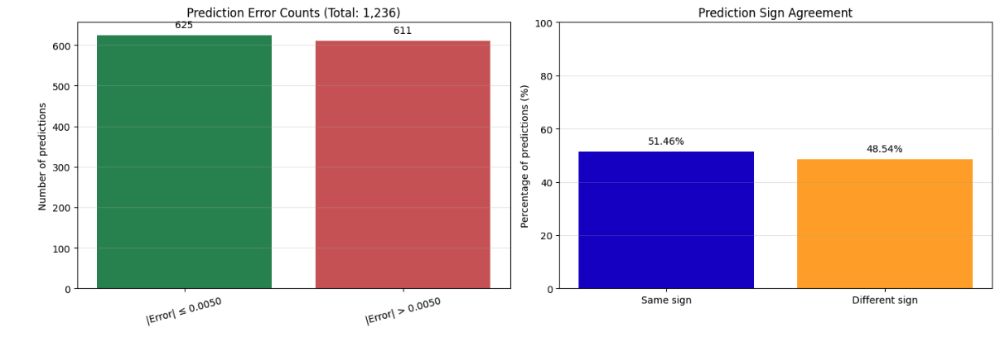 Prediction Error Counts (Total: 1,236)
625
611
600
500
400
300
200
100
0
Number of predictions
|Error| ≤ 0.0050
|Error| > 0.0050
Prediction Sign Agreement
100
80
60
40
20
0
Percentage of predictions (%)
51.46%
48.54%
Same sign
Different sign